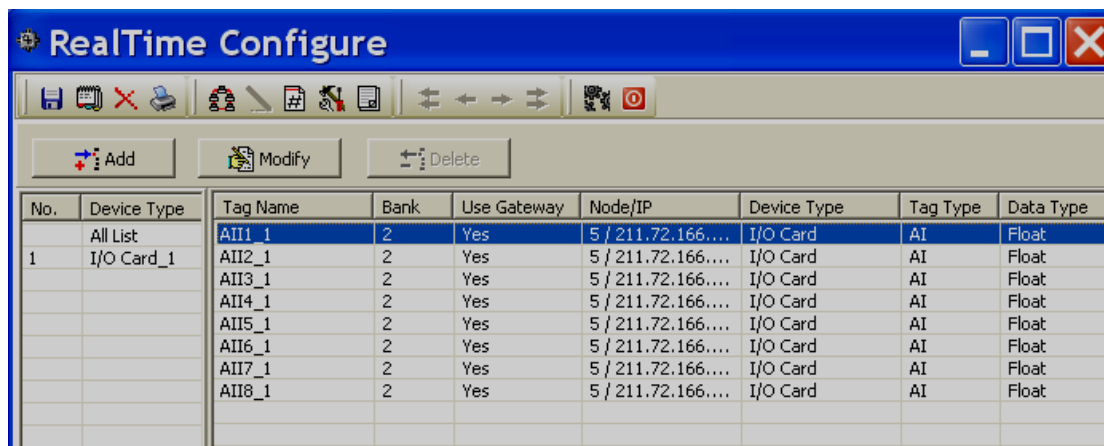 RealTime Configure
Add Modify Delete
No. Device Type Tag Name Bank Use Gateway Node/IP Device Type Tag Type Data Type
All List AII1_1 2 Yes 5 / 211.72.166.... I/O Card AI Float
1 I/O Card_1 AII2_1 2 Yes 5 / 211.72.166.... I/O Card AI Float
AII3_1 2 Yes 5 / 211.72.166.... I/O Card AI Float
AII4_1 2 Yes 5 / 211.72.166.... I/O Card AI Float
AII5_1 2 Yes 5 / 211.72.166.... I/O Card AI Float
AII6_1 2 Yes 5 / 211.72.166.... I/O Card AI Float
AII7_1 2 Yes 5 / 211.72.166.... I/O Card AI Float
AII8_1 2 Yes 5 / 211.72.166.... I/O Card AI Float